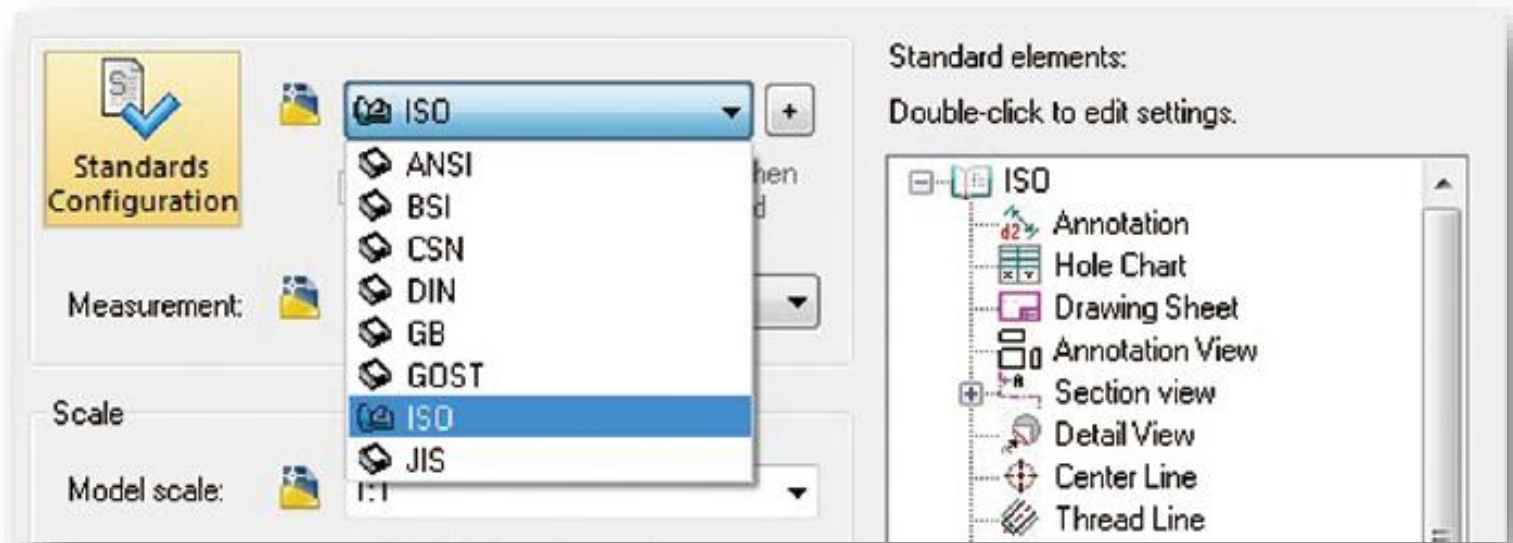 Standards
Configuration
ISO
+
ANSI
BSI
CSN
DIN
GB
GOST
ISO
JIS
Measurement:
Scale
Model scale:
1:1
Standard elements:
Double-click to edit settings.
ISO
Annotation
Hole Chart
Drawing Sheet
Annotation View
Section view
Detail View
Center Line
Thread Line